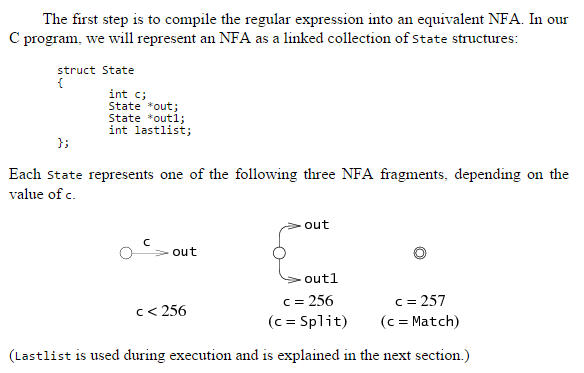 The first step is to compile the regular expression into an equivalent NFA. In our
C program, we will represent an NFA as a linked collection of State structures:
struct State
{
int c;
State *out;
State *out1;
int lastlist;
};
Each State represents one of the following three NFA fragments, depending on the
value of c.
c
out
c < 256
out
out1
c = 256
(c = Split)
c = 257
(c = Match)
(Lastlist is used during execution and is explained in the next section.)